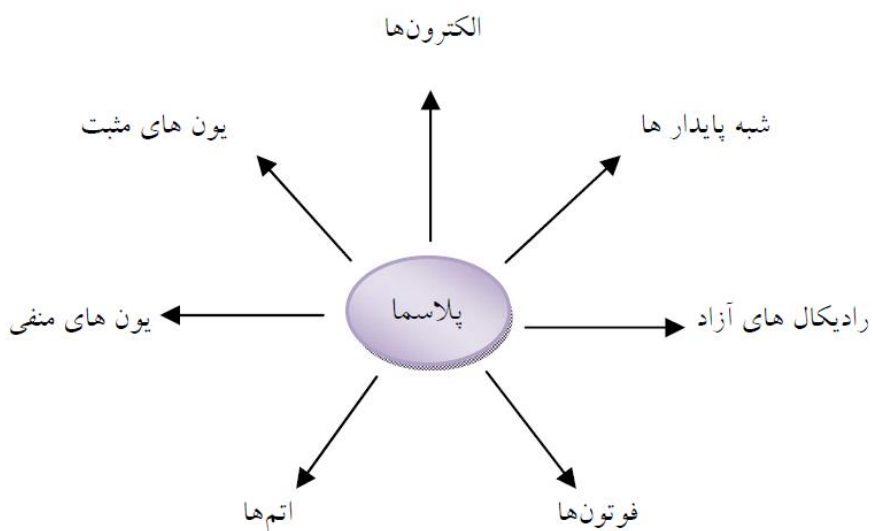 الکترون‌ها
شبه پایدار ها
یون های مثبت
پلاسما
رادیکال های آزاد
یون های منفی
فوتون‌ها
اتم‌ها